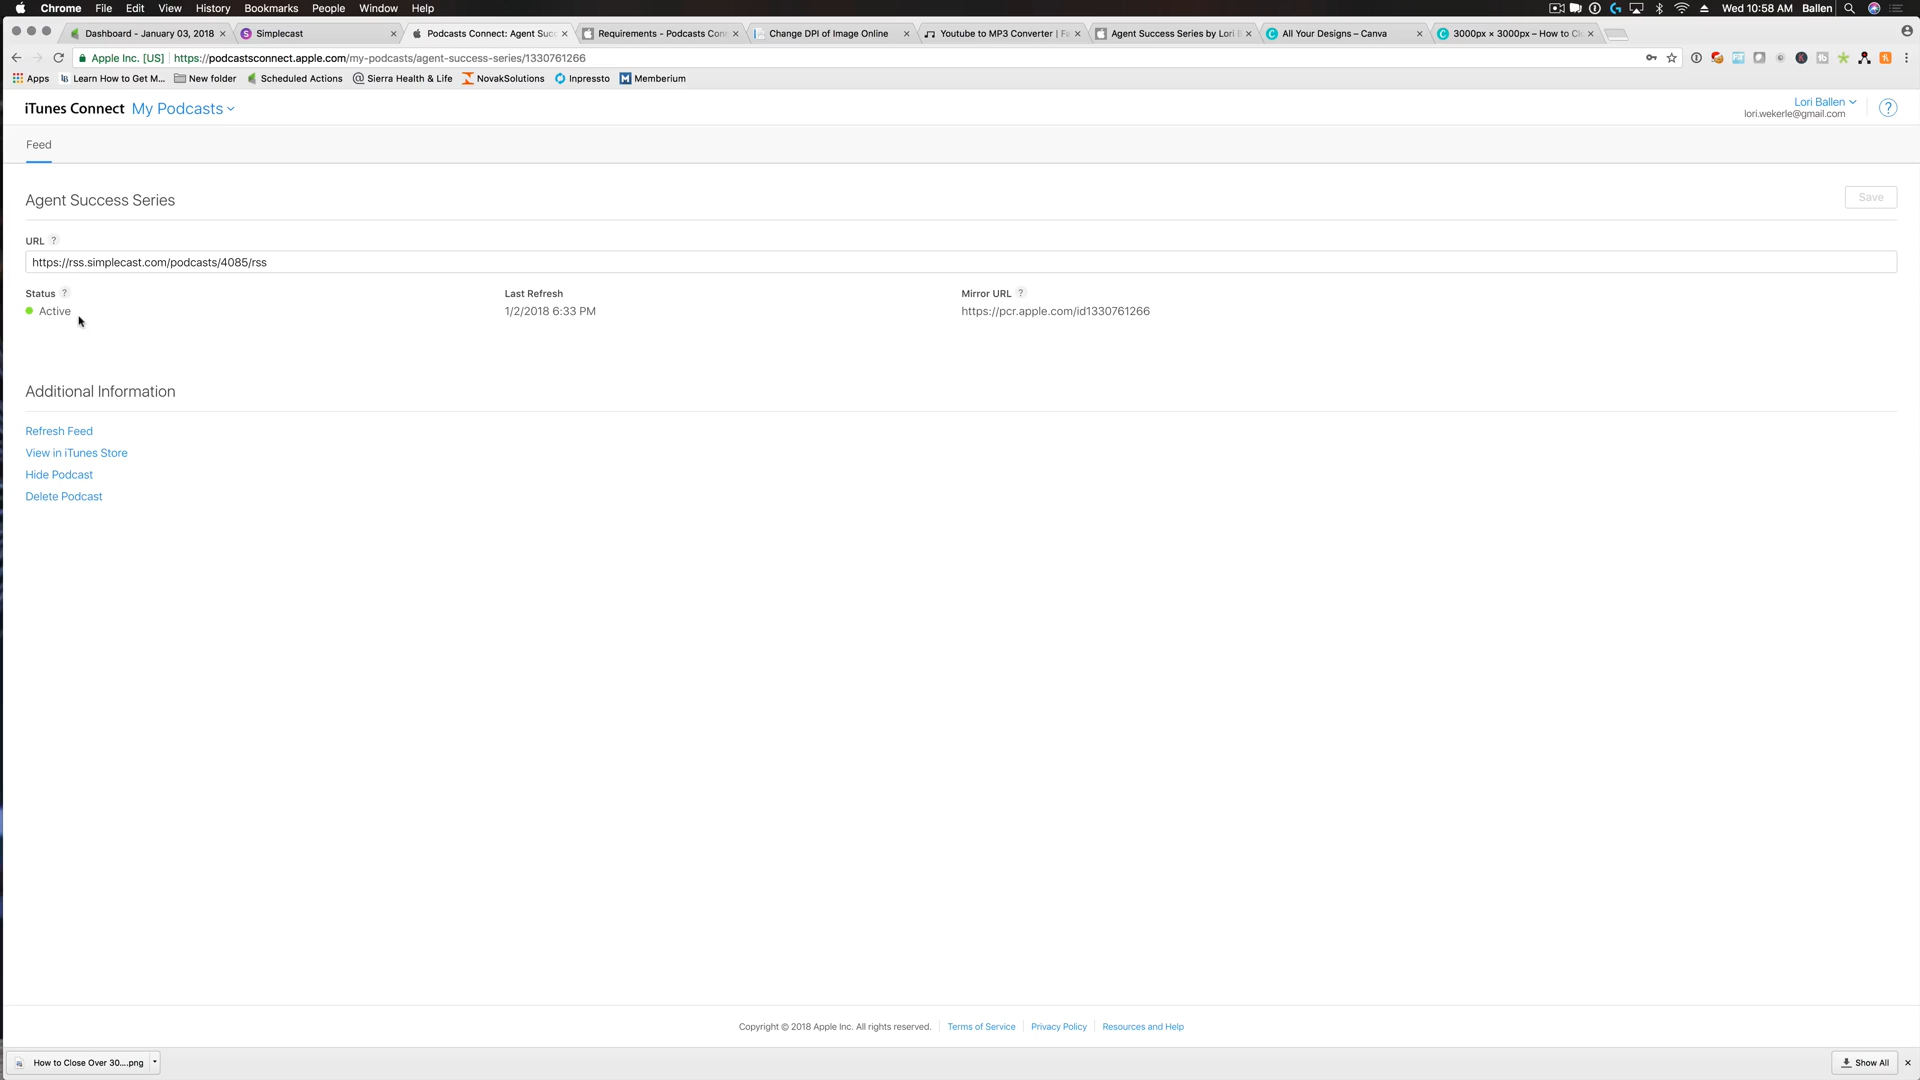 Chrome File Edit View History Bookmarks People Window Help Wed 10:58 AM Ballen
Dashboard - January 03, 2018 Simplecast Podcasts Connect: Agent Suc Requirements - Podcasts Con Change DPI of Image Online Youtube to MP3 Converter | F Agent Success Series by Lori All Your Designs – Canva 3000px × 3000px – How to Cl
Apple Inc. [US] https://podcastsconnect.apple.com/my-podcasts/agent-success-series/1330761266
Apps Learn How to Get M... New folder Scheduled Actions Sierra Health & Life NovakSolutions Inpressto Memberium
iTunes Connect My Podcasts
Lori Ballen
lori.wekerle@gmail.com
?
Feed
Agent Success Series
Save
URL ?
https://rss.simplecast.com/podcasts/4085/rss
Status ? Last Refresh Mirror URL ?
Active 1/2/2018 6:33 PM https://pcr.apple.com/id1330761266
Additional Information
Refresh Feed
View in iTunes Store
Hide Podcast
Delete Podcast
Copyright © 2018 Apple Inc. All rights reserved. Terms of Service Privacy Policy Resources and Help
How to Close Over 30....png Show All